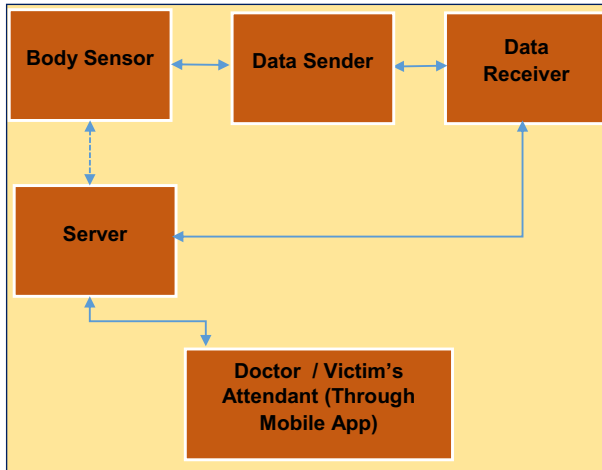 Body Sensor
Data Sender
Data
Receiver
Server
Doctor / Victim's
Attendant (Through
Mobile App)